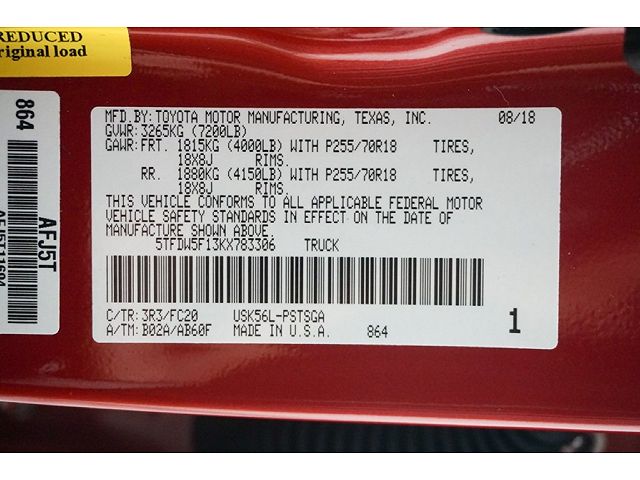 REDUCED
original load
864
AFJ5T
MFD.BY:TOYOTA MOTOR MANUFACTURING, TEXAS, INC. 08/18
GVWR:3265KG (7200LB)
GAWR:FRT. 1815KG (4000LB) WITH P255/70R18 TIRES,
18X8J RIMS.
RR. 1880KG (4150LB) WITH P255/70R18 TIRES,
18X8J RIMS.
THIS VEHICLE CONFORMS TO ALL APPLICABLE FEDERAL MOTOR
VEHICLE SAFETY STANDARDS IN EFFECT ON THE DATE OF
MANUFACTURE SHOWN ABOVE.
5TFDW5F13KX783306 TRUCK
C/TR: 3R3/FC20 USK56L-PSTSGA
A/TM: B02A/AB60F MADE IN U.S.A. 864
1